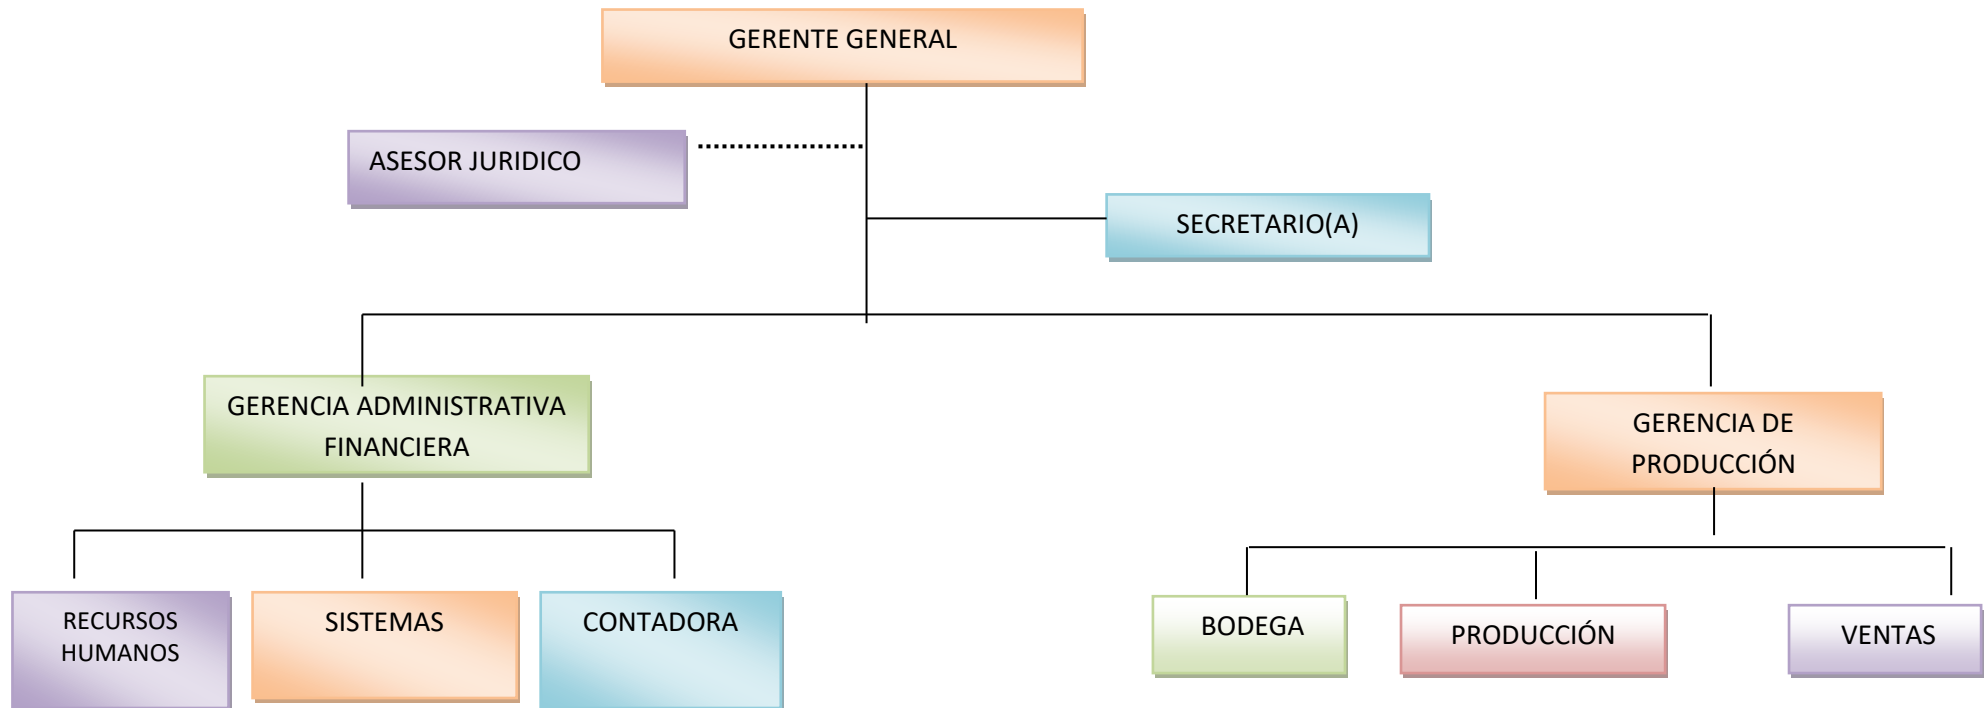 GERENTE GENERAL
ASESOR JURIDICO
SECRETARIO(A)
GERENCIA ADMINISTRATIVA
FINANCIERA
GERENCIA DE
PRODUCCIÓN
RECURSOS
HUMANOS
SISTEMAS
CONTADORA
BODEGA
PRODUCCIÓN
VENTAS